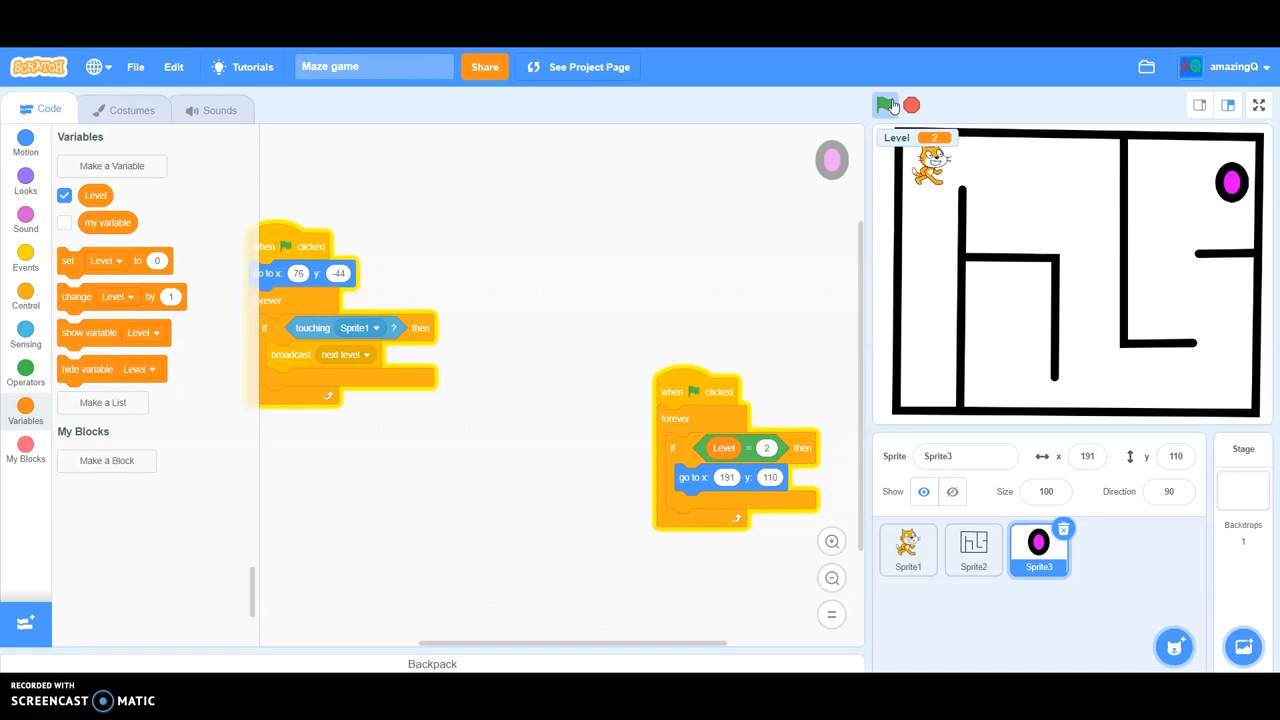 SCRATCH
File
Edit
Tutorials
Maze game
Share
See Project Page
amazingQ
Code
Costumes
Sounds
Motion
Looks
Sound
Events
Control
Sensing
Operators
Variables
My Blocks
Variables
Make a Variable
Level
my variable
set Level to 0
change Level by 1
show variable Level
hide variable Level
Make a List
My Blocks
Make a Block
when clicked
go to x: 76 y: -44
forever
if touching Sprite1 ? then
broadcast next level
when clicked
forever
if Level = 2 then
go to x: 191 y: 110
Backpack
Level 2
Sprite Sprite3 x 191 y 110
Show Size 100 Direction 90
Sprite1
Sprite2
Sprite3
Stage
Backdrops
1
RECORDED WITH
SCREENCAST MATIC